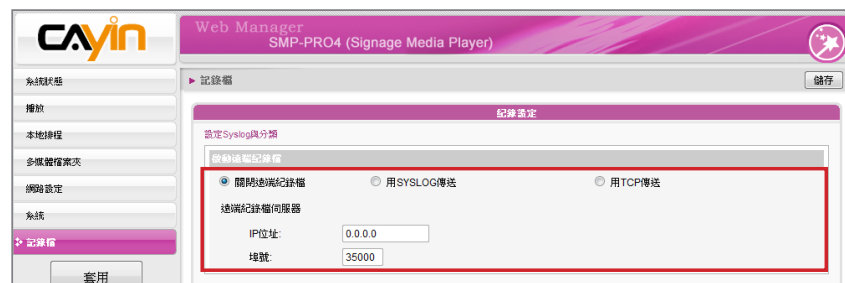 CAYIN
Web Manager
SMP-PRO4 (Signage Media Player)
系統狀態
播放
本地排程
多媒體檔案夾
網路設定
系統
記錄檔
套用
記錄檔
儲存
紀錄設定
設定Syslog與分類
啟動遠端記錄檔
關閉遠端紀錄檔
用SYSLOG傳送
用TCP傳送
遠端紀錄檔伺服器
IP位址: 0.0.0.0
埠號: 35000